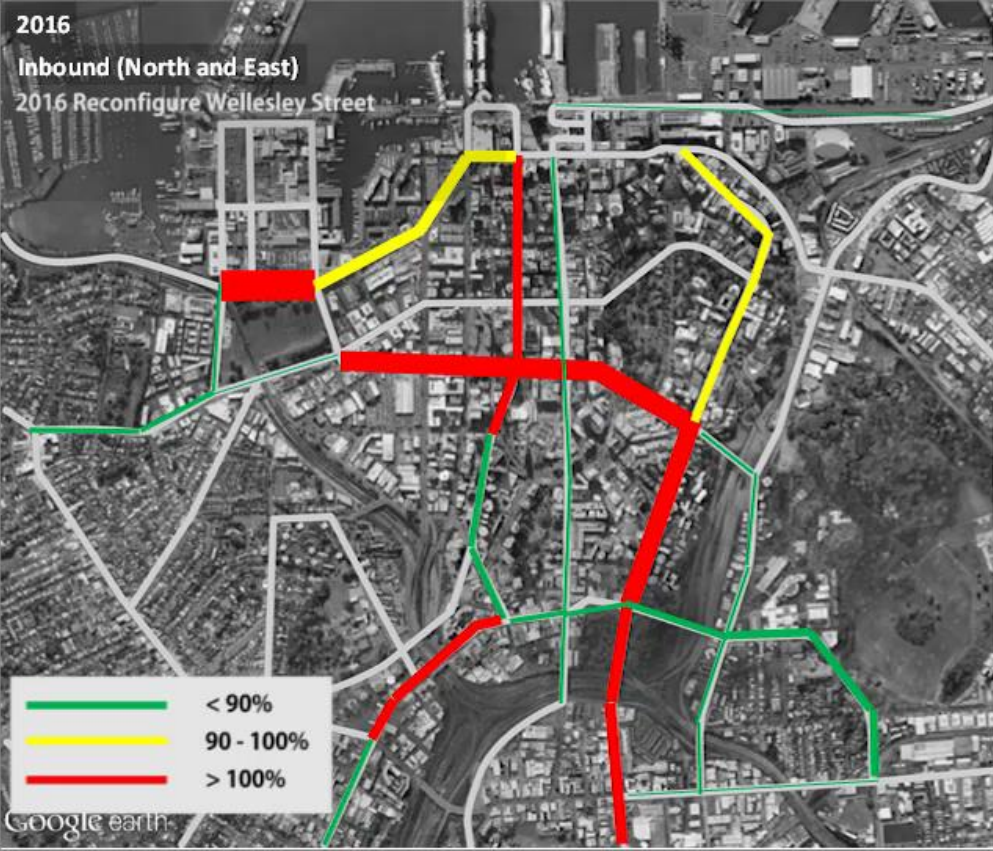 2016
Inbound (North and East)
2016 Reconfigure Wellesley Street
< 90%
90 - 100%
> 100%
Google earth